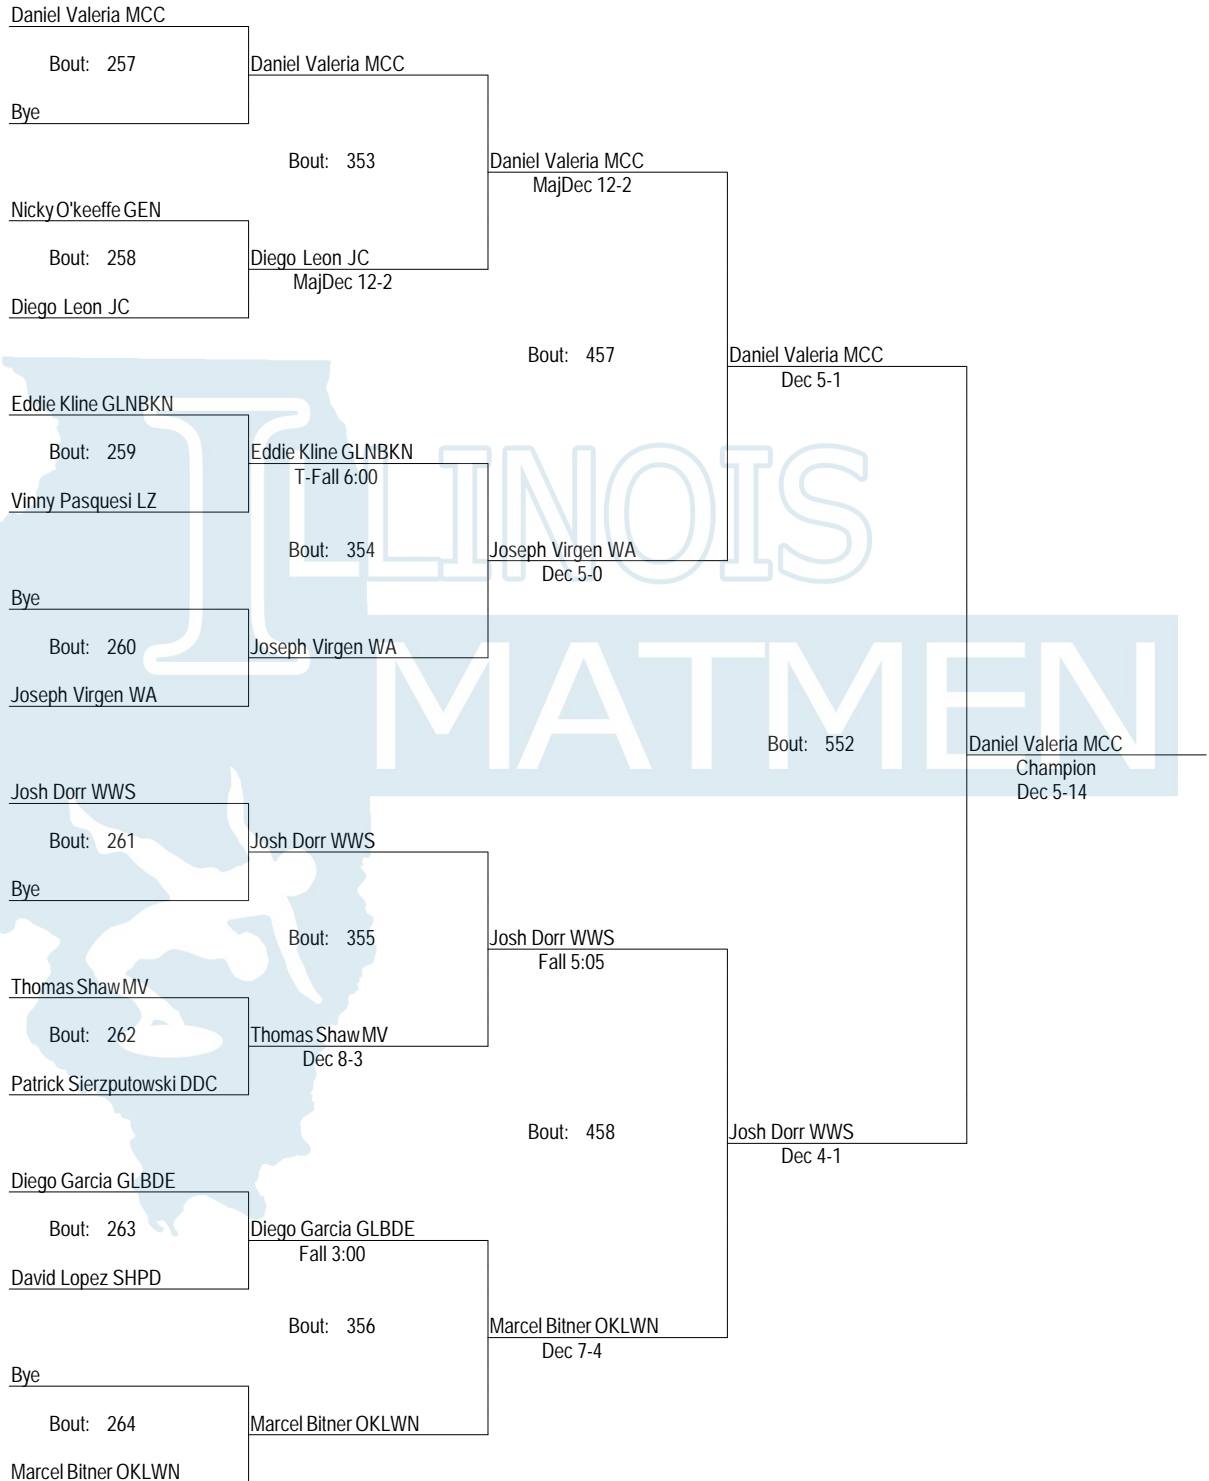 Daniel Valeria MCC
Bout: 257
Daniel Valeria MCC
Bye
Bout: 353
Daniel Valeria MCC
MajDec 12-2
Nicky O'keeffe GEN
Bout: 258
Diego Leon JC
MajDec 12-2
Diego Leon JC
Bout: 457
Daniel Valeria MCC
Dec 5-1
Eddie Kline GLNBKN
Bout: 259
Eddie Kline GLNBKN
T-Fall 6:00
Vinny Pasquesi LZ
Bout: 354
Joseph Virgen WA
Dec 5-0
Bye
Bout: 260
Joseph Virgen WA
Joseph Virgen WA
ILLINOIS
MATMEN
Bout: 552
Daniel Valeria MCC
Champion
Dec 5-14
Josh Dorr WWS
Bout: 261
Josh Dorr WWS
Bye
Bout: 355
Josh Dorr WWS
Fall 5:05
Thomas Shaw MV
Bout: 262
Thomas Shaw MV
Dec 8-3
Patrick Sierzputowski DDC
Bout: 458
Josh Dorr WWS
Dec 4-1
Diego Garcia GLBDE
Bout: 263
Diego Garcia GLBDE
Fall 3:00
David Lopez SHPD
Bout: 356
Marcel Bitner OKLWN
Dec 7-4
Bye
Bout: 264
Marcel Bitner OKLWN
Marcel Bitner OKLWN